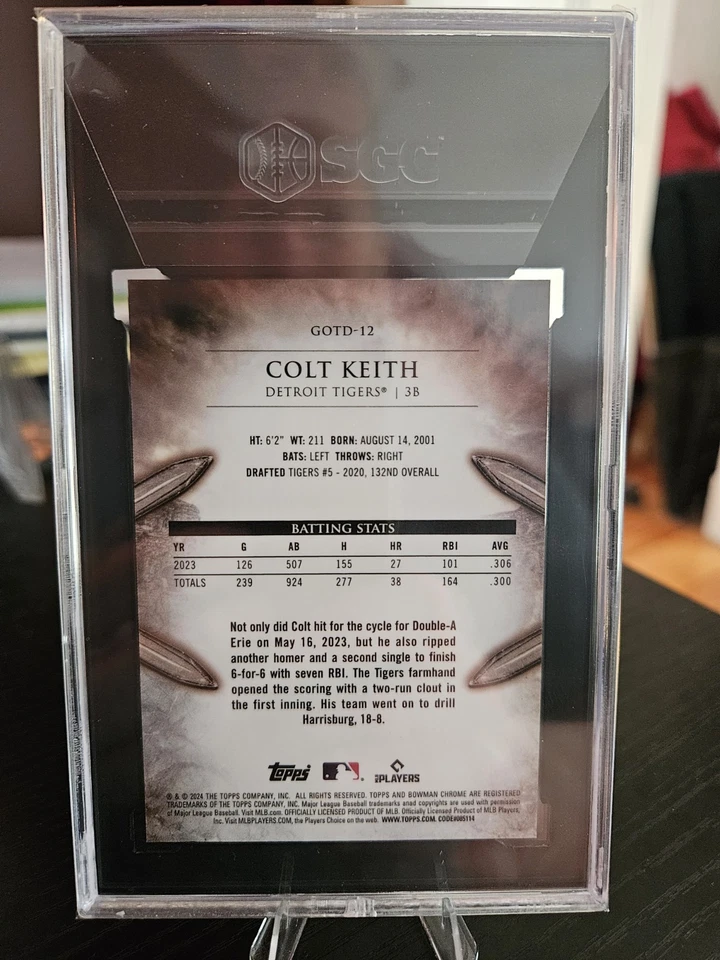 SGC
GOTD-12
COLT KEITH
DETROIT TIGERS® | 3B
HT: 6'2" WT: 211 BORN: AUGUST 14, 2001
BATS: LEFT THROWS: RIGHT
DRAFTED TIGERS #5 - 2020, 132ND OVERALL
BATTING STATS
YR G AB H HR RBI AVG
2023 126 507 155 27 101 .306
TOTALS 239 924 277 38 164 .300
Not only did Colt hit for the cycle for Double-A
Erie on May 16, 2023, but he also ripped
another homer and a second single to finish
6-for-6 with seven RBI. The Tigers farmhand
opened the scoring with a two-run clout in
the first inning. His team went on to drill
Harrisburg, 18-8.
topps MLB PLAYERS
® & © 2024 THE TOPPS COMPANY, INC. ALL RIGHTS RESERVED. TOPPS AND BOWMAN CHROME ARE REGISTERED
TRADEMARKS OF THE TOPPS COMPANY, INC. Major League Baseball trademarks and copyrights are used with permission
of Major League Baseball. Visit MLB.com. OFFICIALLY LICENSED PRODUCT OF MLB. Officially Licensed Product of MLB Players,
Inc. Visit MLBPLAYERS.COM, the Players Choice on the web. WWW.TOPPS.COM. CODE#085114